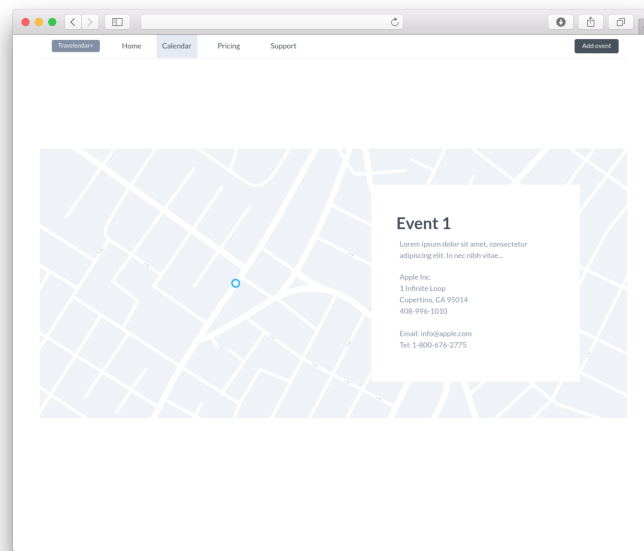 Travelendar+ Home Calendar Pricing Support Add event
Event 1
Lorem ipsum dolor sit amet, consectetur
adipiscing elit. In nec nibh vitae...
Apple Inc.
1 Infinite Loop
Cupertino, CA 95014
408-996-1010
Email: info@apple.com
Tel: 1-800-676-2775